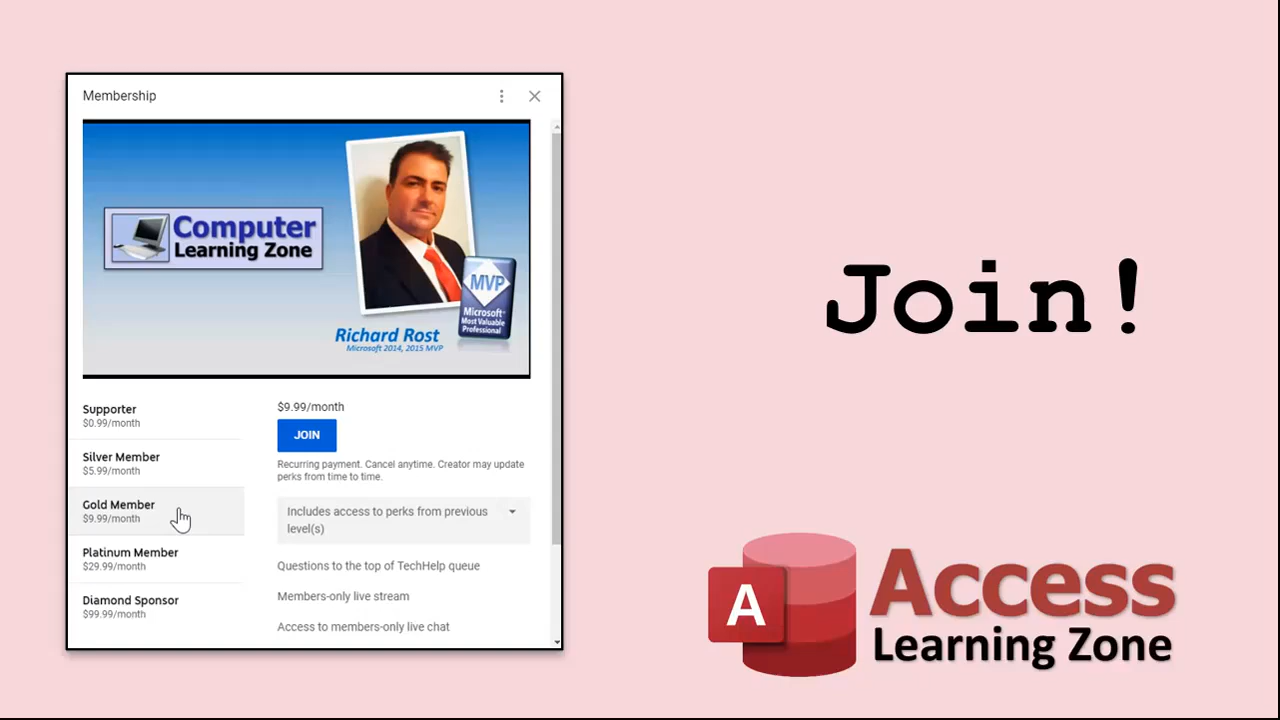 Membership
Computer
Learning Zone
MVP
Microsoft®
Most Valuable
Professional
Richard Rost
Microsoft 2014, 2015 MVP
Supporter
$0.99/month
Silver Member
$5.99/month
Gold Member
$9.99/month
Platinum Member
$29.99/month
Diamond Sponsor
$99.99/month
$9.99/month
JOIN
Recurring payment. Cancel anytime. Creator may update
perks from time to time.
Includes access to perks from previous
level(s)
Questions to the top of TechHelp queue
Members-only live stream
Access to members-only live chat
Join!
A
Access
Learning Zone